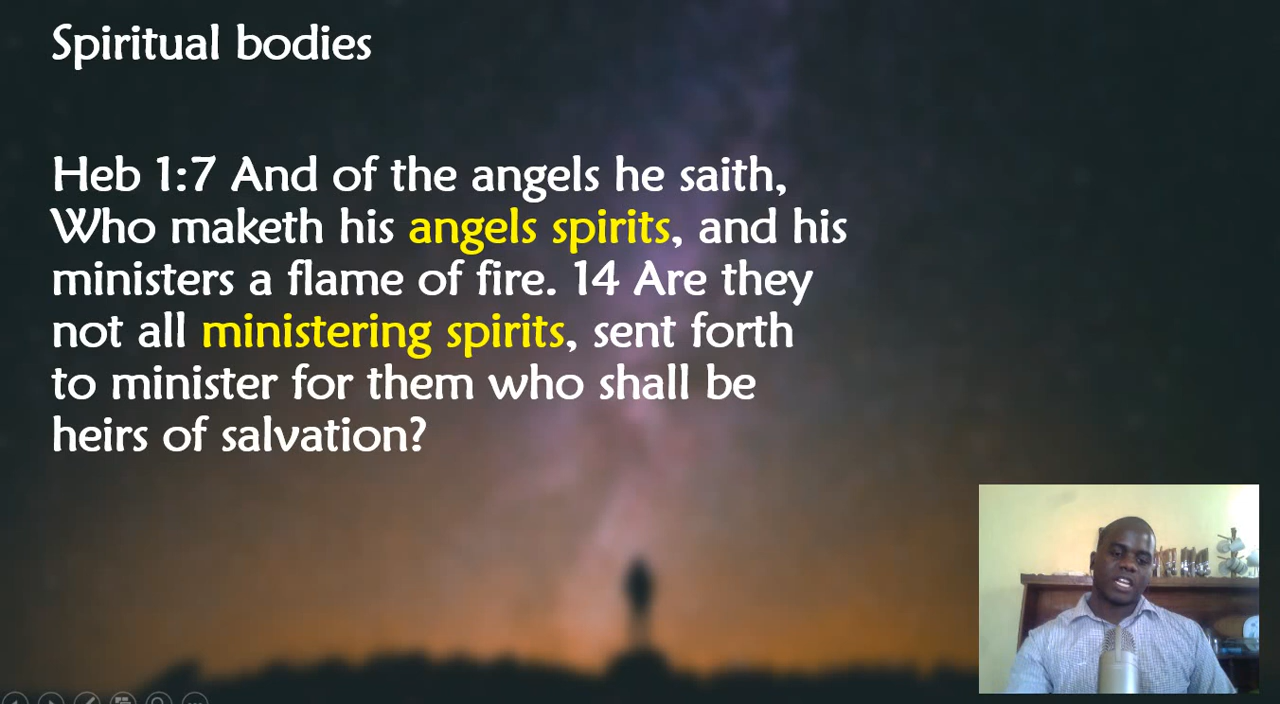 Spiritual bodies
Heb 1:7 And of the angels he saith,
Who maketh his angels spirits, and his
ministers a flame of fire. 14 Are they
not all ministering spirits, sent forth
to minister for them who shall be
heirs of salvation?